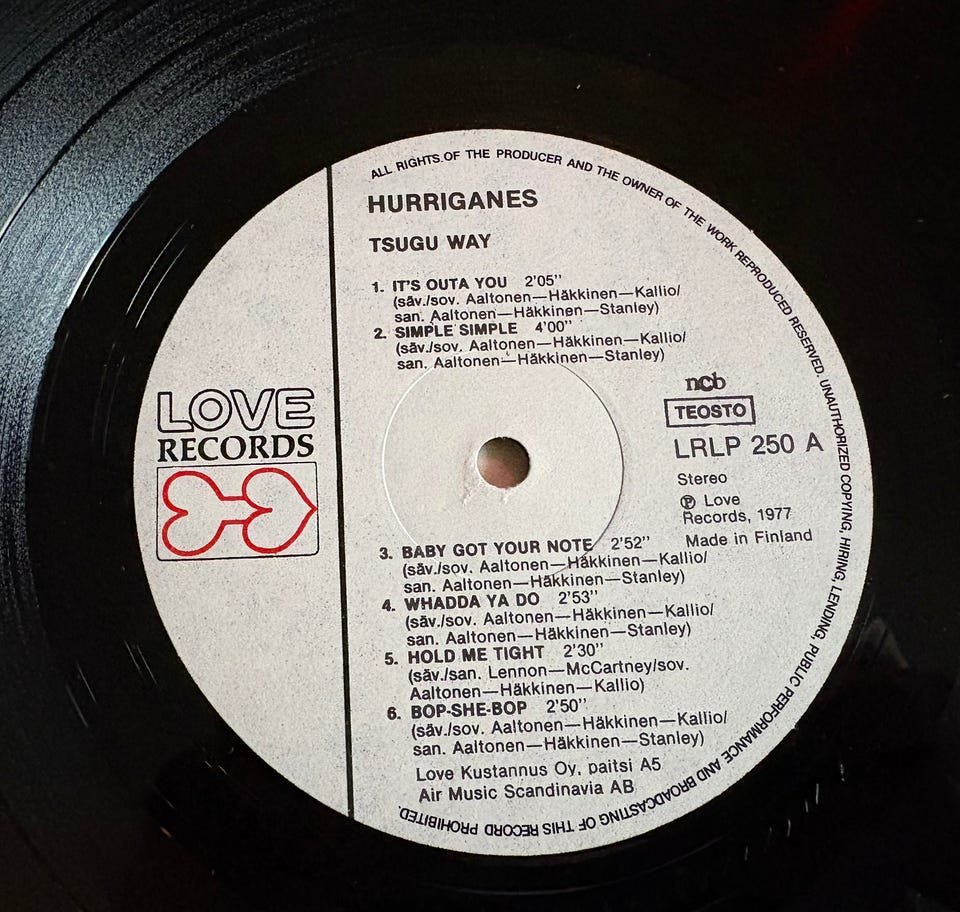 ALL RIGHTS OF THE PRODUCER AND THE OWNER OF THE WORK REPRODUCED RESERVED. UNAUTHORIZED COPYING, HIRING, LENDING, PUBLIC PERFORMANCE AND BROADCASTING OF THIS RECORD PROHIBITED.
HURRIGANES
TSUGU WAY
1. IT'S OUTA YOU 2'05''
(säv./sov. Aaltonen—Häkkinen—Kallio/
san. Aaltonen—Häkkinen—Stanley)
2. SIMPLE SIMPLE 4'00''
(säv./sov. Aaltonen—Häkkinen—Kallio/
san. Aaltonen—Häkkinen—Stanley)
LOVE
RECORDS
ncb
TEOSTO
LRLP 250 A
Stereo
℗ Love
Records, 1977
Made in Finland
3. BABY GOT YOUR NOTE 2'52''
(säv./sov. Aaltonen—Häkkinen—Kallio/
san. Aaltonen—Häkkinen—Stanley)
4. WHADDA YA DO 2'53''
(säv./sov. Aaltonen—Häkkinen—Kallio/
san. Aaltonen—Häkkinen—Stanley)
5. HOLD ME TIGHT 2'30''
(säv./san. Lennon—McCartney/sov.
Aaltonen—Häkkinen—Kallio)
6. BOP-SHE-BOP 2'50''
(säv./sov. Aaltonen—Häkkinen—Kallio/
san. Aaltonen—Häkkinen—Stanley)
Love Kustannus Oy, paitsi A5
Air Music Scandinavia AB